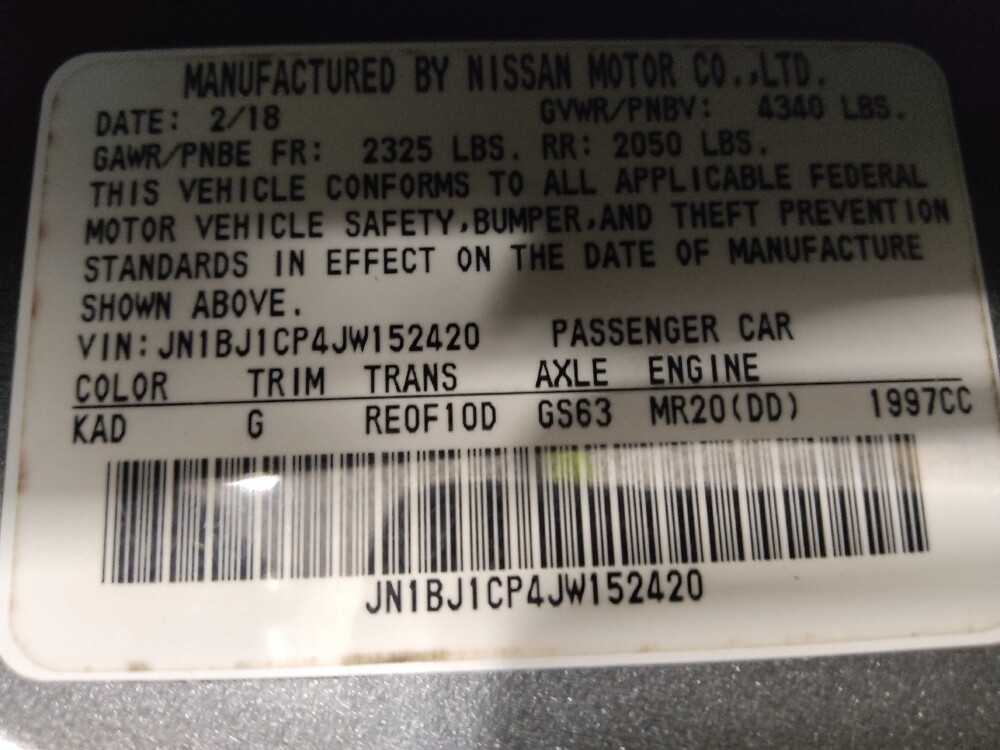 MANUFACTURED BY NISSAN MOTOR CO.,LTD.
DATE: 2/18 GVWR/PNBV: 4340 LBS.
GAWR/PNBE FR: 2325 LBS. RR: 2050 LBS.
THIS VEHICLE CONFORMS TO ALL APPLICABLE FEDERAL
MOTOR VEHICLE SAFETY,BUMPER,AND THEFT PREVENTION
STANDARDS IN EFFECT ON THE DATE OF MANUFACTURE
SHOWN ABOVE.
VIN:JN1BJ1CP4JW152420 PASSENGER CAR
COLOR TRIM TRANS AXLE ENGINE
KAD G RE0F10D GS63 MR20(DD) 1997CC
JN1BJ1CP4JW152420